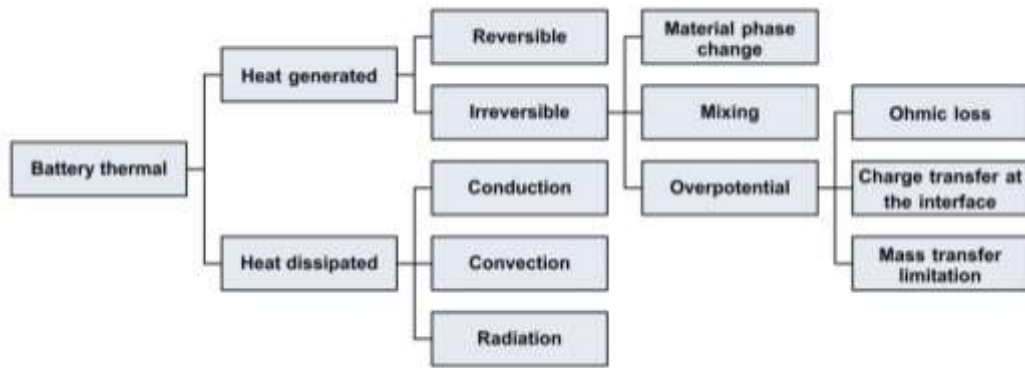 Battery thermal
Heat generated
Heat dissipated
Reversible
Irreversible
Conduction
Convection
Radiation
Material phase
change
Mixing
Overpotential
Ohmic loss
Charge transfer at
the interface
Mass transfer
limitation